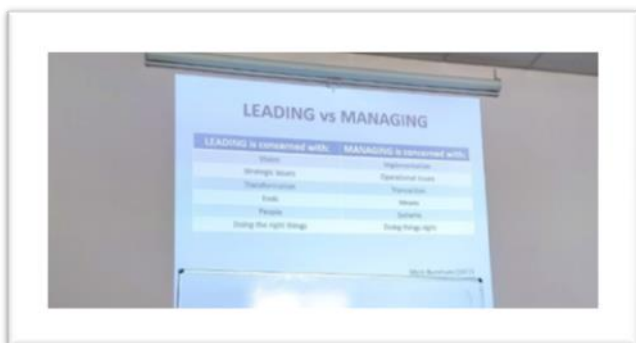 LEADING vs MANAGING
LEADING is concerned with: MANAGING is concerned with:
Vision Implementation
Strategic issues Operational issues
Transformation Transaction
Ends Means
People Systems
Doing the right things Doing things right